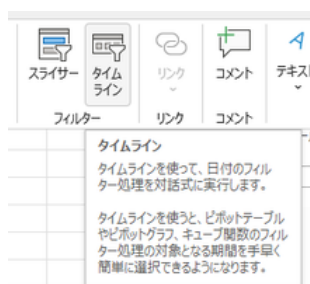 スライサー タイム
ライン リンク コメント テキス
フィルター リンク コメント
タイムライン
タイムラインを使って、日付のフィル
ター処理を対話式に実行します。
タイムラインを使うと、ピボットテーブル
やピボットグラフ、キューブ関数のフィル
ター処理の対象となる期間を手早く
簡単に選択できるようになります。